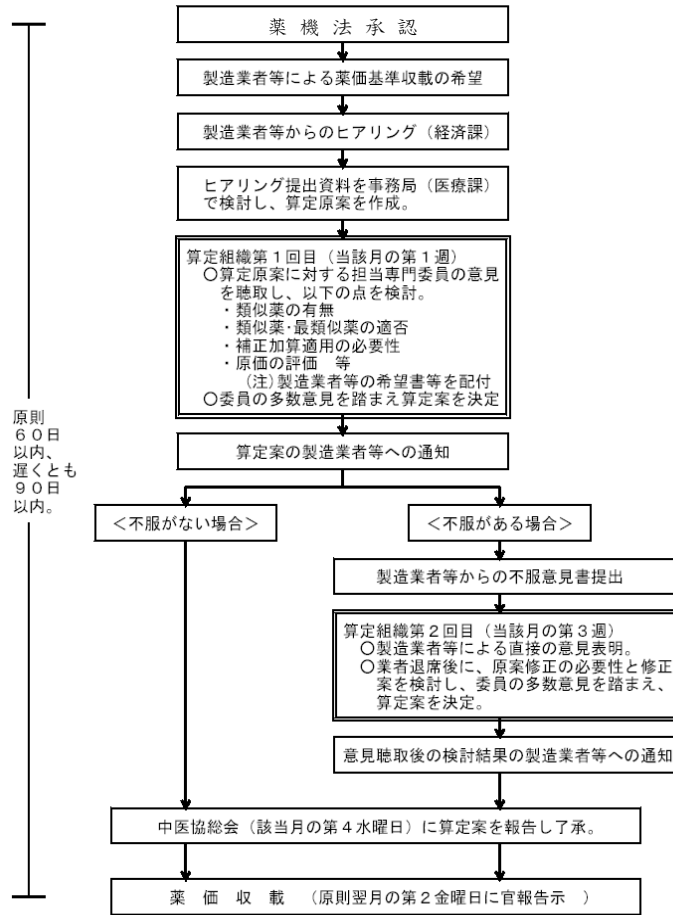 薬 機 法 承 認
製造業者等による薬価基準収載の希望
製造業者等からのヒアリング（経済課）
ヒアリング提出資料を事務局（医療課）
で検討し、算定原案を作成。
算定組織第１回目（当該月の第１週）
〇算定原案に対する担当専門委員の意見
を聴取し、以下の点を検討。
・類似薬の有無
・類似薬･最類似薬の適否
・補正加算適用の必要性
・原価の評価　等
（注）製造業者等の希望書等を配付
〇委員の多数意見を踏まえ算定案を決定
原則
６０日
以内、
遅くとも
９０日
以内。
算定案の製造業者等への通知
＜不服がない場合＞
＜不服がある場合＞
製造業者等からの不服意見書提出
算定組織第２回目（当該月の第３週）
〇製造業者等による直接の意見表明。
〇業者退席後に、原案修正の必要性と修正
案を検討し、委員の多数意見を踏まえ、
算定案を決定。
意見聴取後の検討結果の製造業者等への通知
中医協総会（該当月の第４水曜日）に算定案を報告し了承。
薬　価　収　載　（原則翌月の第２金曜日に官報告示　）